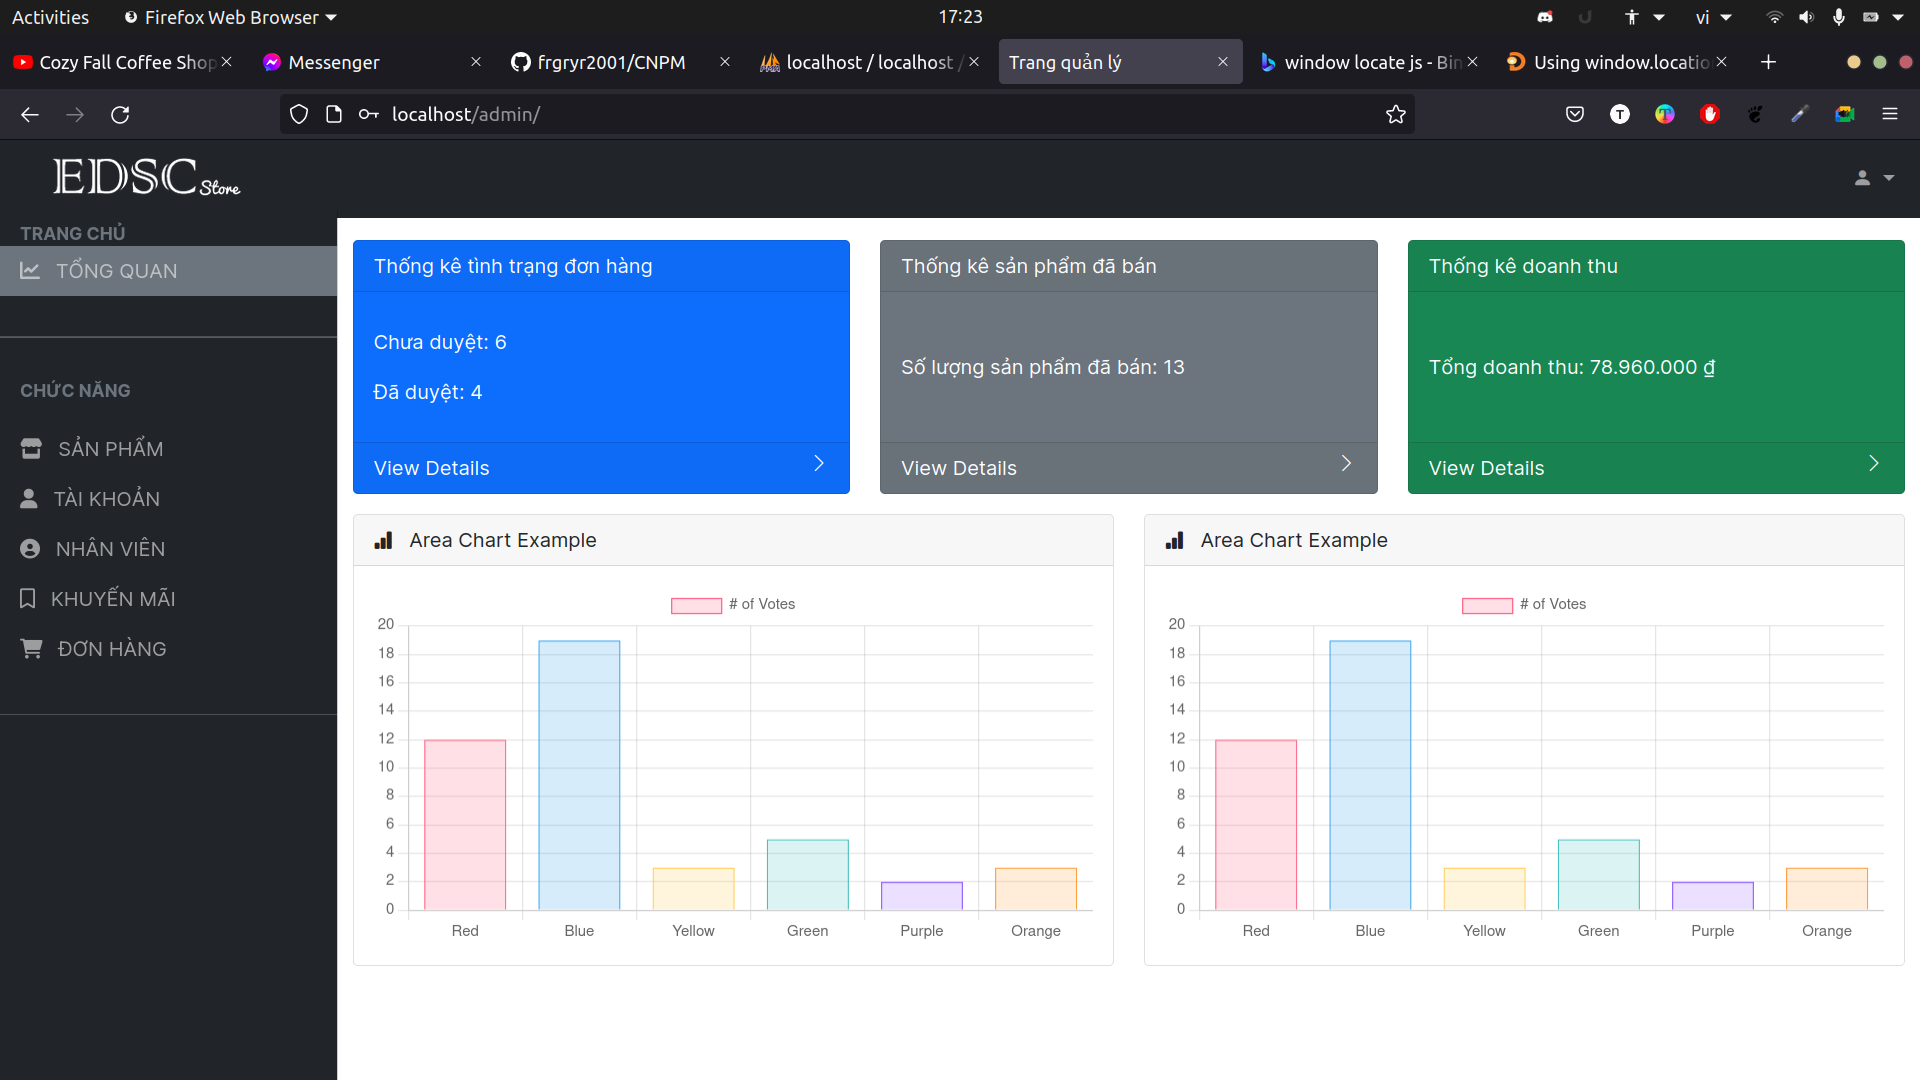 Activities
Firefox Web Browser
17:23
vi
Cozy Fall Coffee Shop
Messenger
frgryr2001/CNPM
localhost / localhost /
Trang quản lý
window locate js - Bin
Using window.locatio
localhost/admin/
EDSC Store
TRANG CHỦ
TỔNG QUAN
CHỨC NĂNG
SẢN PHẨM
TÀI KHOẢN
NHÂN VIÊN
KHUYẾN MÃI
ĐƠN HÀNG
Thống kê tình trạng đơn hàng
Chưa duyệt: 6
Đã duyệt: 4
View Details
Thống kê sản phẩm đã bán
Số lượng sản phẩm đã bán: 13
View Details
Thống kê doanh thu
Tổng doanh thu: 78.960.000 ₫
View Details
Area Chart Example
# of Votes
20
18
16
14
12
10
8
6
4
2
0
Red Blue Yellow Green Purple Orange
Area Chart Example
# of Votes
20
18
16
14
12
10
8
6
4
2
0
Red Blue Yellow Green Purple Orange